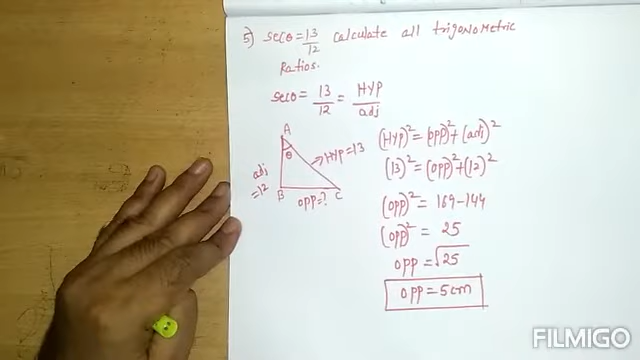 5) secθ = 13/12 calculate all trigonometric
Ratios.
secθ = 13/12 = Hyp/adj
A
θ
Hyp = 13
adj
= 12
B
opp = ?
C
(Hyp)² = (opp)² + (adj)²
(13)² = (opp)² + (12)²
(opp)² = 169 - 144
(opp)² = 25
opp = √25
opp = 5cm
FILMIGO